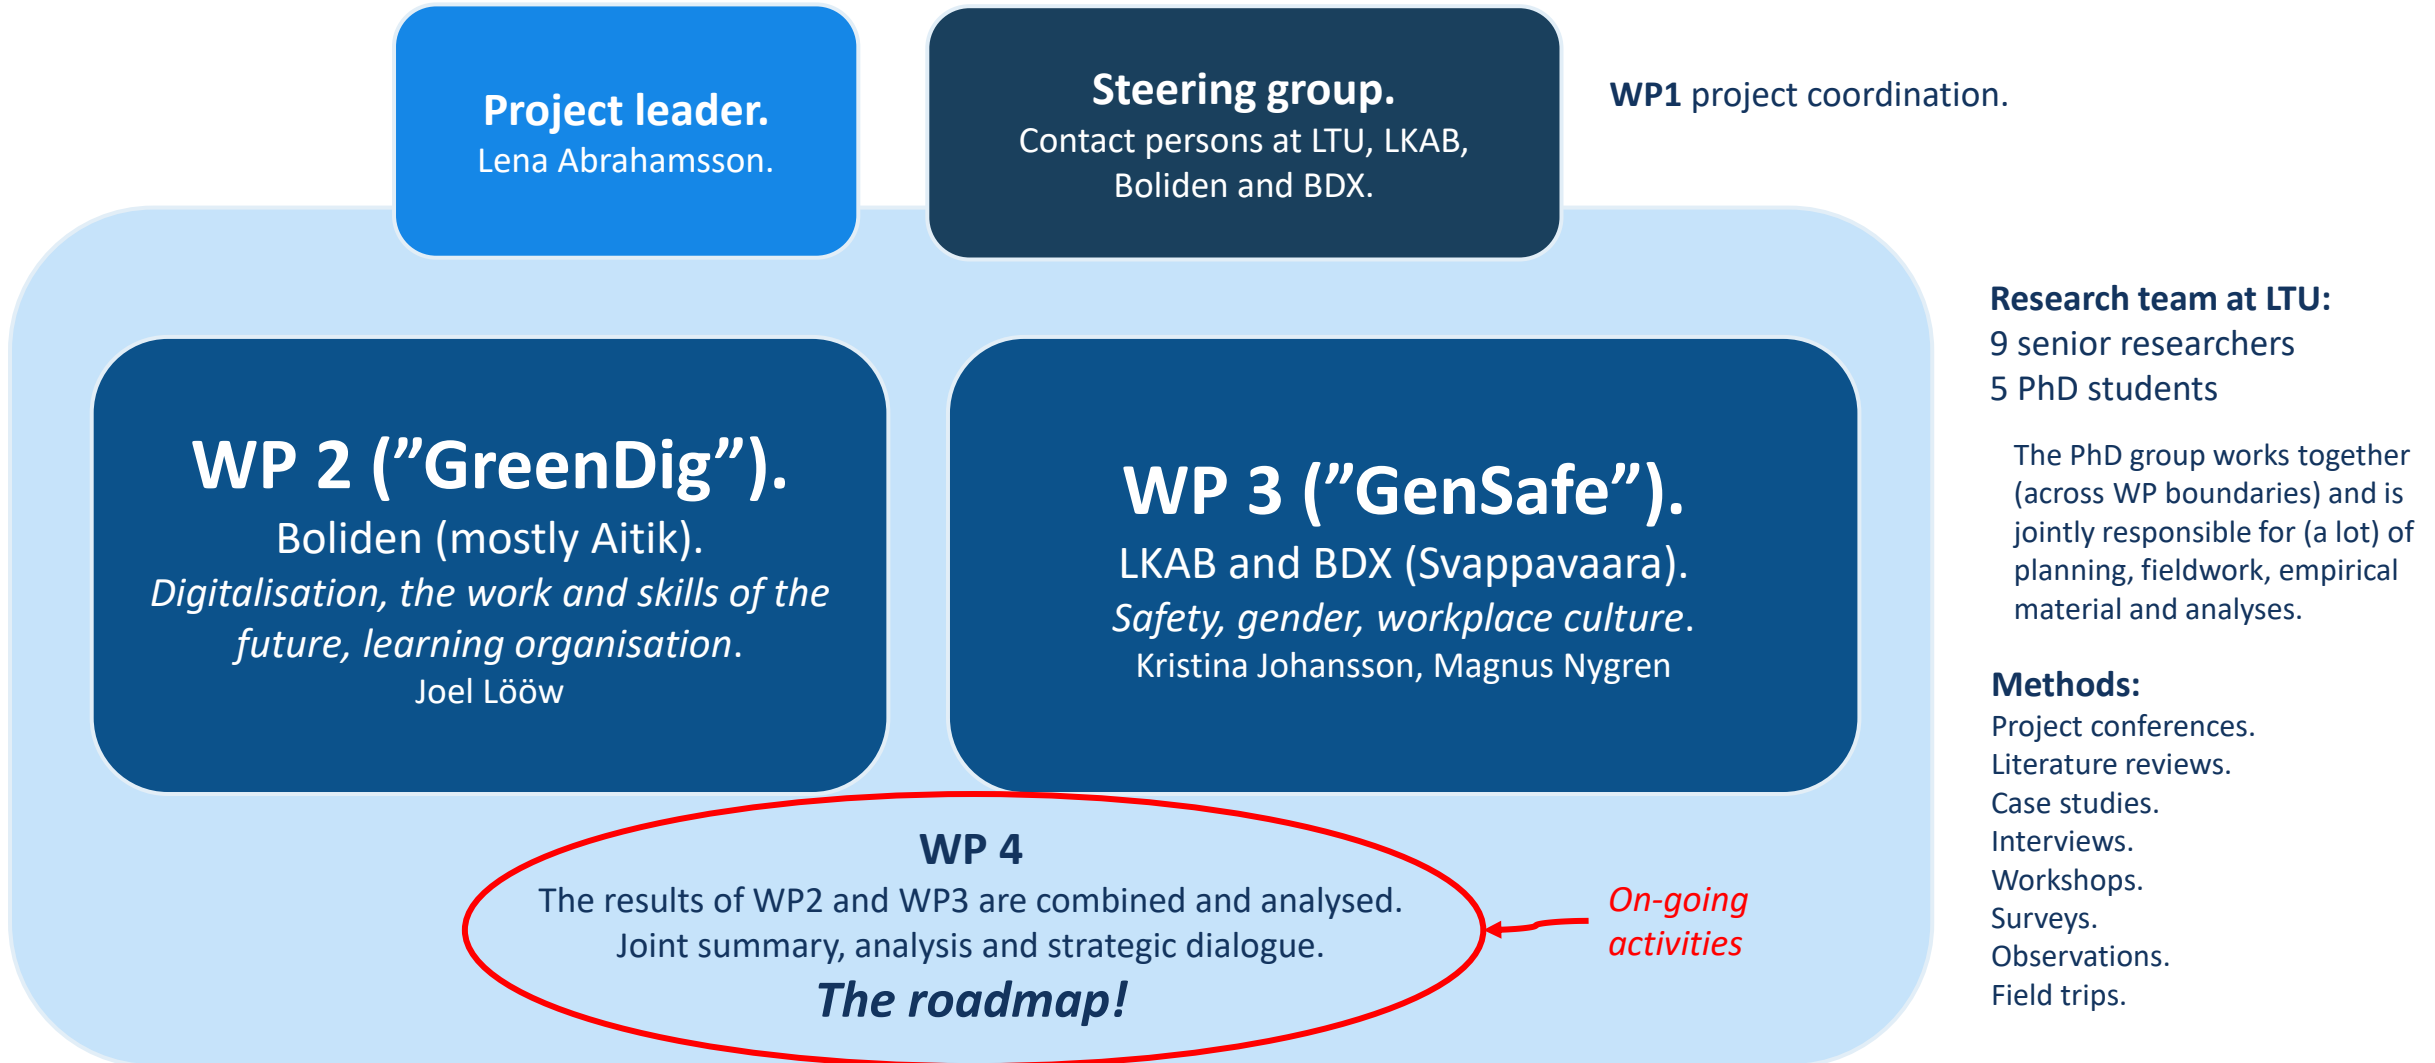 Project leader.
Lena Abrahamsson.
Steering group.
Contact persons at LTU, LKAB,
Boliden and BDX.
WP1 project coordination.
WP 2 (”GreenDig”).
Boliden (mostly Aitik).
Digitalisation, the work and skills of the
future, learning organisation.
Joel Lööw
WP 3 (”GenSafe”).
LKAB and BDX (Svappavaara).
Safety, gender, workplace culture.
Kristina Johansson, Magnus Nygren
WP 4
The results of WP2 and WP3 are combined and analysed.
Joint summary, analysis and strategic dialogue.
The roadmap!
On-going
activities
Research team at LTU:
9 senior researchers
5 PhD students
The PhD group works together
(across WP boundaries) and is
jointly responsible for (a lot) of
planning, fieldwork, empirical
material and analyses.
Methods:
Project conferences.
Literature reviews.
Case studies.
Interviews.
Workshops.
Surveys.
Observations.
Field trips.